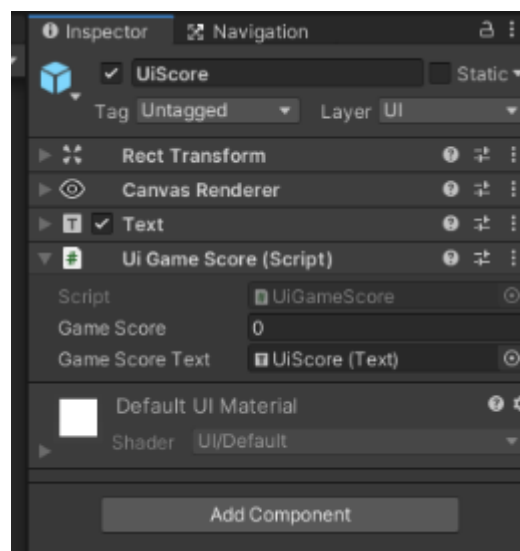 Inspector Navigation
UiScore Static
Tag Untagged Layer UI
Rect Transform
Canvas Renderer
T Text
# Ui Game Score (Script)
Script # UiGameScore
Game Score 0
Game Score Text T UiScore (Text)
Default UI Material
Shader UI/Default
Add Component